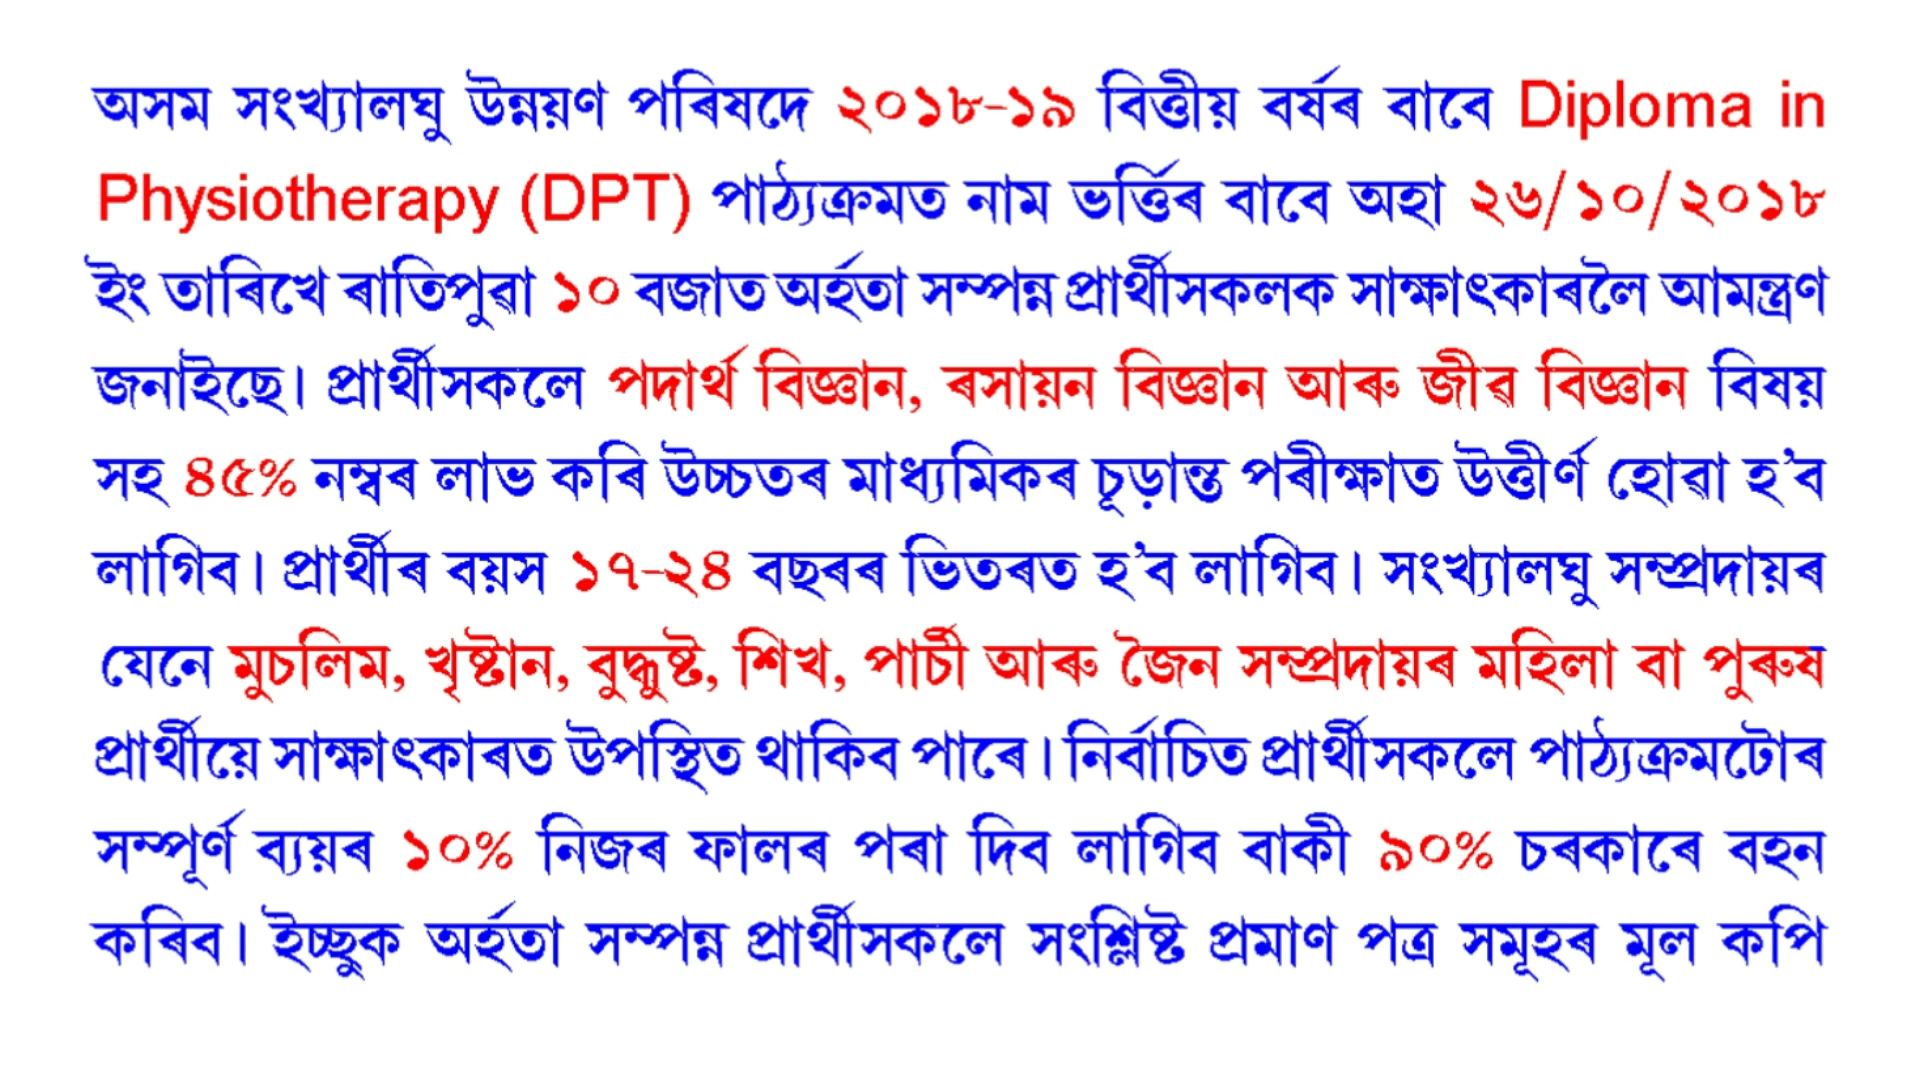 অসম সংখ্যালঘু উন্নয়ণ পৰিষদে ২০১৮-১৯ বিত্তীয় বৰ্ষৰ বাবে Diploma in
Physiotherapy (DPT) পাঠ্যক্ৰমত নাম ভৰ্ত্তিৰ বাবে অহা ২৬/১০/২০১৮
ইং তাৰিখে ৰাতিপুৱা ১০ বজাত অৰ্হতা সম্পন্ন প্ৰাৰ্থীসকলক সাক্ষাৎকাৰলৈ আমন্ত্ৰণ
জনাইছে। প্ৰাৰ্থীসকলে পদাৰ্থ বিজ্ঞান, ৰসায়ন বিজ্ঞান আৰু জীৱ বিজ্ঞান বিষয়
সহ ৪৫% নম্বৰ লাভ কৰি উচ্চতৰ মাধ্যমিকৰ চূড়ান্ত পৰীক্ষাত উত্তীৰ্ণ হোৱা হ'ব
লাগিব। প্ৰাৰ্থীৰ বয়স ১৭-২৪ বছৰৰ ভিতৰত হ'ব লাগিব। সংখ্যালঘু সম্প্ৰদায়ৰ
যেনে মুচলিম, খৃষ্টান, বুদ্ধুষ্ট, শিখ, পাৰ্চী আৰু জৈন সম্প্ৰদায়ৰ মহিলা বা পুৰুষ
প্ৰাৰ্থীয়ে সাক্ষাৎকাৰত উপস্থিত থাকিব পাৰে। নিৰ্বাচিত প্ৰাৰ্থীসকলে পাঠ্যক্ৰমটোৰ
সম্পূৰ্ণ ব্যয়ৰ ১০% নিজৰ ফালৰ পৰা দিব লাগিব বাকী ৯০% চৰকাৰে বহন
কৰিব। ইচ্ছুক অৰ্হতা সম্পন্ন প্ৰাৰ্থীসকলে সংশ্লিষ্ট প্ৰমাণ পত্ৰ সমূহৰ মূল কপি